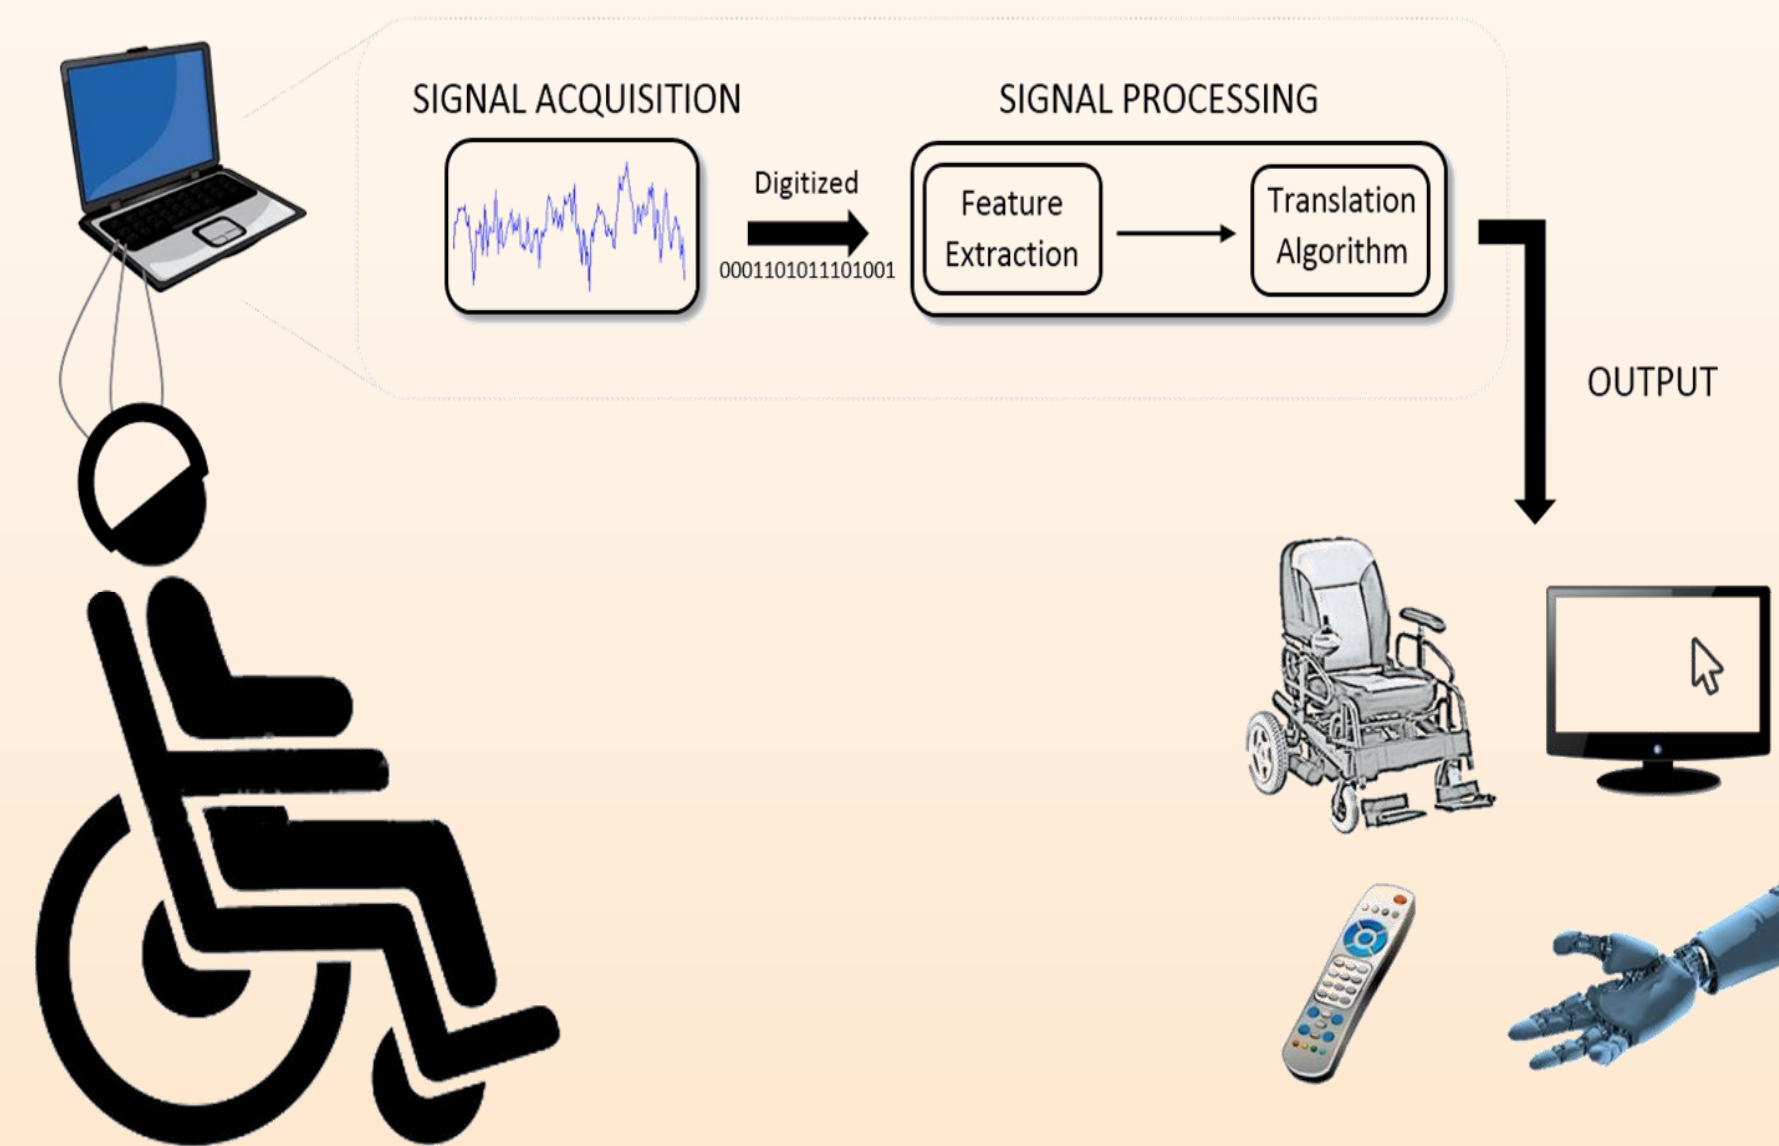 SIGNAL ACQUISITION
SIGNAL PROCESSING
Digitized
0001101011101001
Feature
Extraction
Translation
Algorithm
OUTPUT